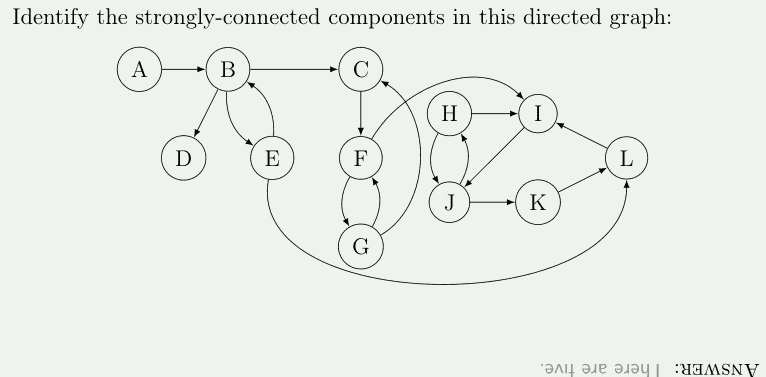 Identify the strongly-connected components in this directed graph:
A
B
C
H
I
D
E
F
L
J
K
G
ANSWER: There are five.